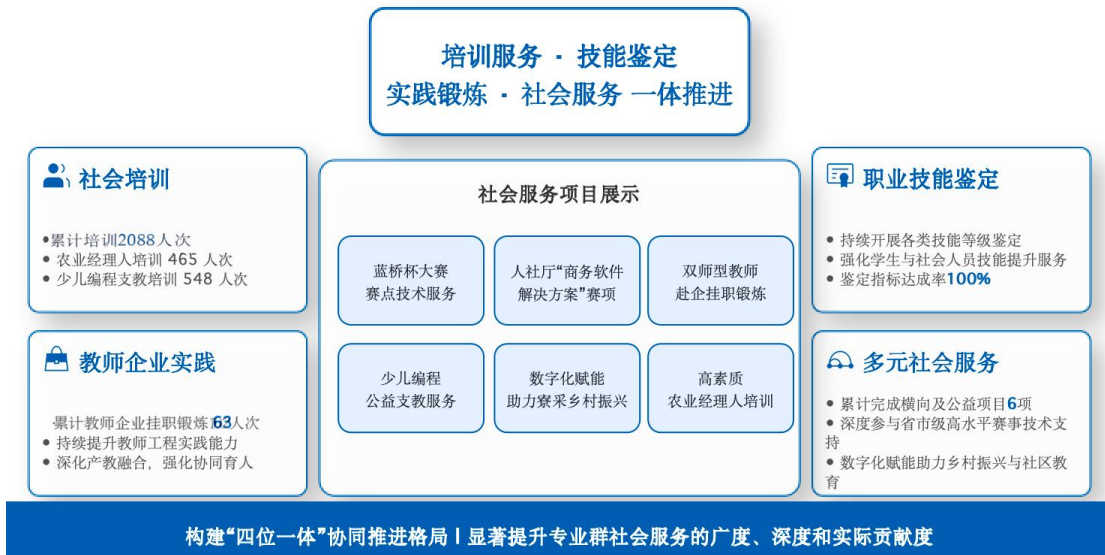 培训服务 · 技能鉴定
实践锻炼 · 社会服务 一体推进
社会培训
•累计培训2088人次
• 农业经理人培训 465 人次
• 少儿编程支教培训 548 人次
教师企业实践
累计教师企业挂职锻炼63人次
• 持续提升教师工程实践能力
• 深化产教融合，强化协同育人
社会服务项目展示
蓝桥杯大赛
赛点技术服务
人社厅“商务软件
解决方案”赛项
双师型教师
赴企挂职锻炼
少儿编程
公益支教服务
数字化赋能
助力寮采乡村振兴
高素质
农业经理人培训
职业技能鉴定
• 持续开展各类技能等级鉴定
• 强化学生与社会人员技能提升服务
• 鉴定指标达成率100%
多元社会服务
• 累计完成横向及公益项目6项
• 深度参与省市级高水平赛事技术支
持
• 数字化赋能助力乡村振兴与社区教
育
构建“四位一体”协同推进格局 | 显著提升专业群社会服务的广度、深度和实际贡献度